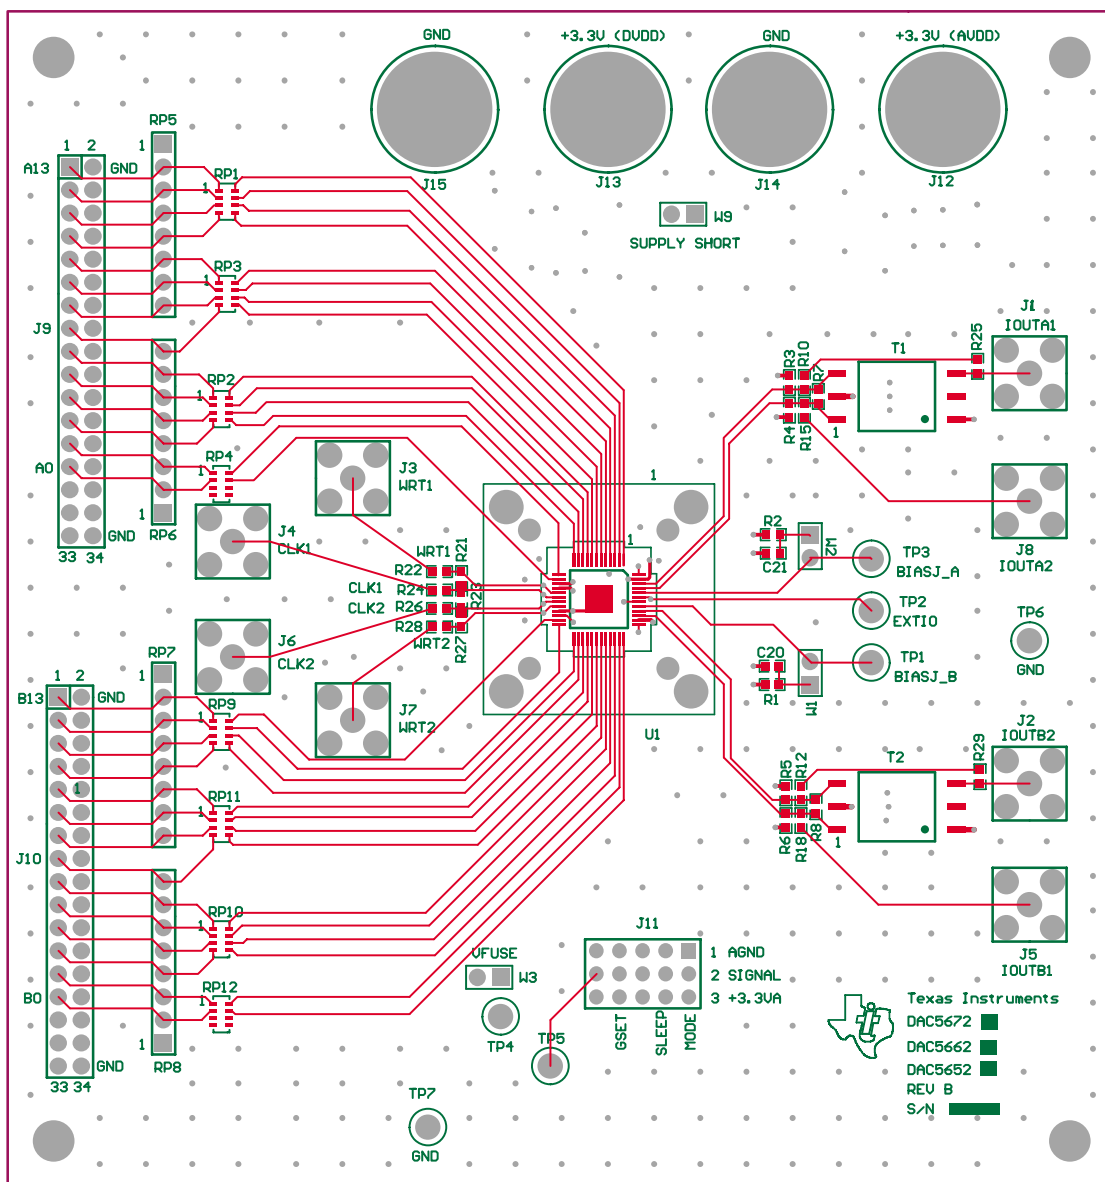 GND
+3.3V (DVDD)
GND
+3.3V (AVDD)
J15
J13
J14
J12
RP5
1
1 2
A13
GND
RP1
1
W9
SUPPLY SHORT
RP3
1
J9
J1
IOUTA1
R25
T1
R3
R10
R7
R4
R15
1
RP2
1
RP4
1
A0
1
RP6
GND
33 34
J3
WRT1
J4
CLK1
1
1
J8
IOUTA2
R2
C21
W2
TP3
BIASJ_A
TP2
EXTIO
TP1
BIASJ_B
TP6
GND
WRT1
R21
R22
CLK1
R24
R23
CLK2
R26
R28
WRT2
R27
J6
CLK2
C20
R1
W1
RP7
1
1 2
B13
GND
RP9
1
J7
WRT2
U1
J2
IOUTB2
R29
T2
R5
R12
R8
R6
R18
1
1
RP11
1
J10
RP10
1
J5
IOUTB1
J11
1 AGND
2 SIGNAL
3 +3.3VA
GSET
SLEEP
MODE
VFUSE
W3
B0
RP12
1
TP4
TP5
1
RP8
GND
33 34
TP7
GND
Texas Instruments
DAC5672
DAC5662
DAC5652
REV B
S/N